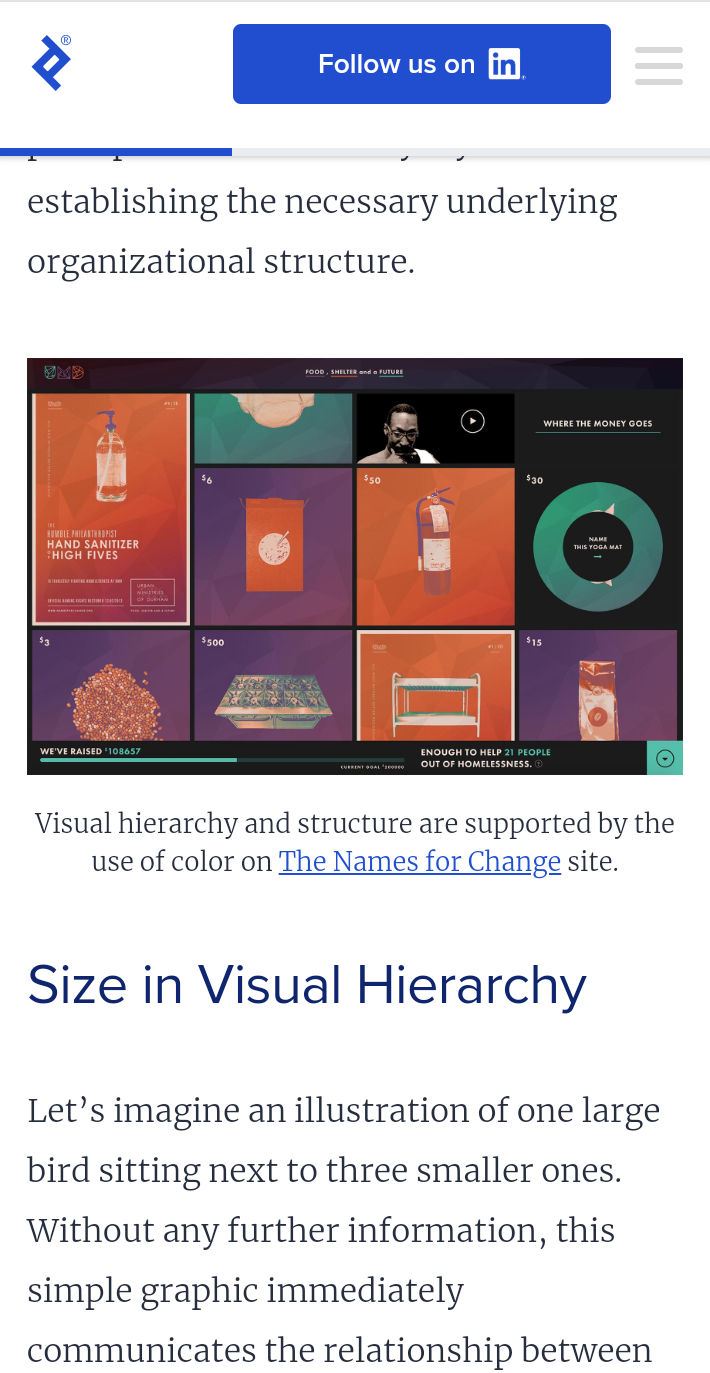 ®
Follow us on in
establishing the necessary underlying
organizational structure.
FOOD, SHELTER and a FUTURE
THE
HUMBLE PHILANTHROPIST
HAND SANITIZER
HIGH FIVES
URBAN
MINISTRIES
OF DURHAM
WHERE THE MONEY GOES
$6
$50
$30
NAME
THIS YOGA MAT
$3
$500
$15
WE'VE RAISED $108657
CURRENT GOAL $200000
ENOUGH TO HELP 21 PEOPLE
OUT OF HOMELESSNESS.
Visual hierarchy and structure are supported by the
use of color on The Names for Change site.
Size in Visual Hierarchy
Let’s imagine an illustration of one large
bird sitting next to three smaller ones.
Without any further information, this
simple graphic immediately
communicates the relationship between